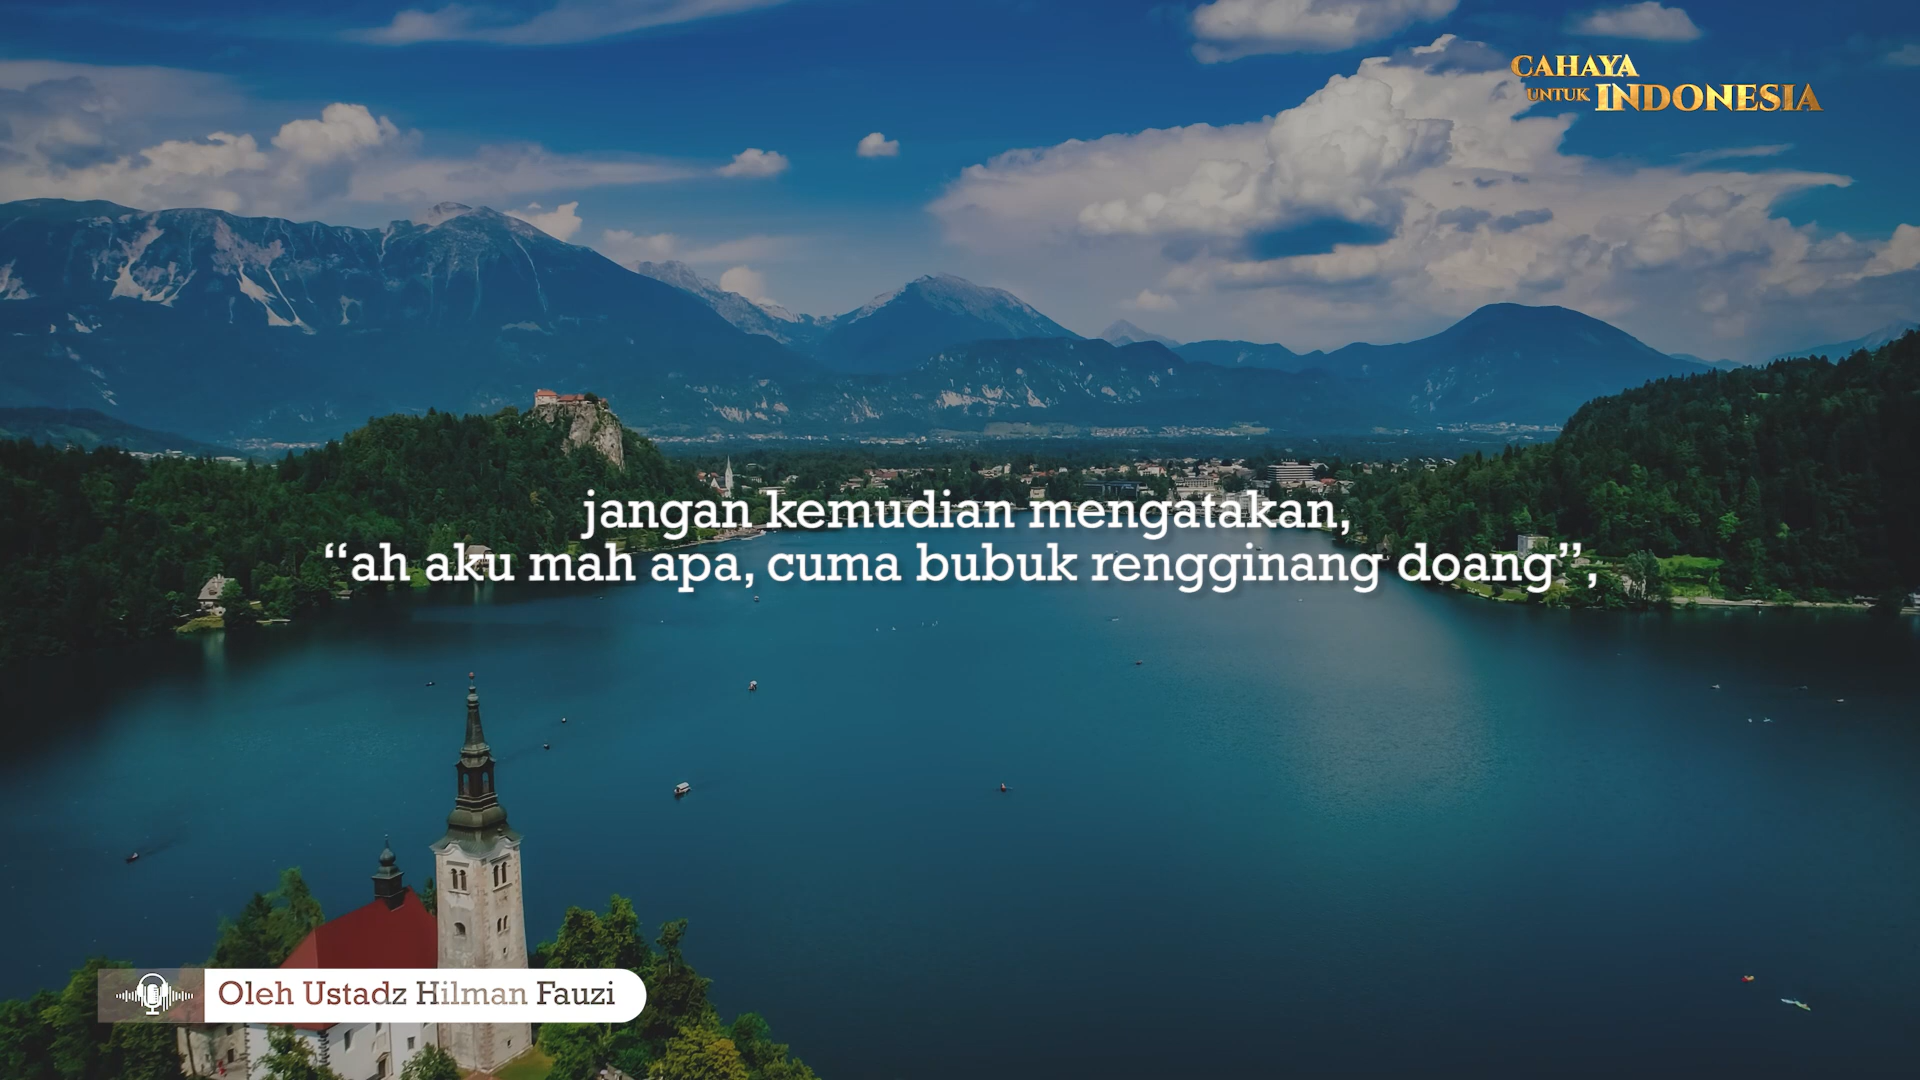 CAHAYA
UNTUK INDONESIA
jangan kemudian mengatakan,
“ah aku mah apa, cuma bubuk rengginang doang”,
Oleh Ustadz Hilman Fauzi